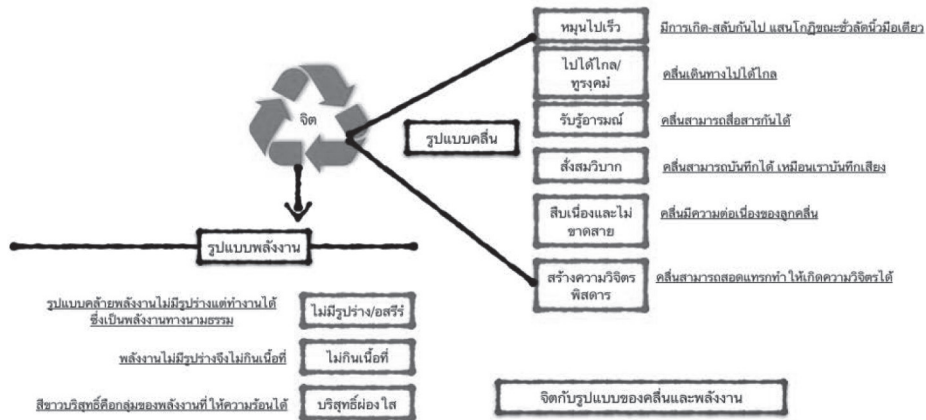 หมุนไปเร็ว
มีการเกิด-สลับกันไป แสนโกฏิขณะชั่วลัดนิ้วมือเดียว
ไปได้ไกล/
ทูรงฺคมํ
คลื่นเดินทางไปได้ไกล
จิต
รูปแบบคลื่น
รับรู้อารมณ์
คลื่นสามารถสื่อสารกันได้
สั่งสมวิบาก
คลื่นสามารถบันทึกได้ เหมือนเราบันทึกเสียง
สืบเนื่องและไม่
ขาดสาย
คลื่นมีความต่อเนื่องของลูกคลื่น
รูปแบบพลังงาน
สร้างความวิจิตร
พิสดาร
คลื่นสามารถสอดแทรกทำ ให้เกิดความวิจิตรได้
รูปแบบคล้ายพลังงานไม่มีรูปร่างแต่ทำงานได้
ซึ่งเป็นพลังงานทางนามธรรม
ไม่มีรูปร่าง/อสรีรํ
พลังงานไม่มีรูปร่างจึงไม่กินเนื้อที่
ไม่กินเนื้อที่
สีขาวบริสุทธิ์คือกลุ่มของพลังงานที่ ให้ความร้อนได้
บริสุทธิ์ผ่องใส
จิตกับรูปแบบของคลื่นและพลังงาน